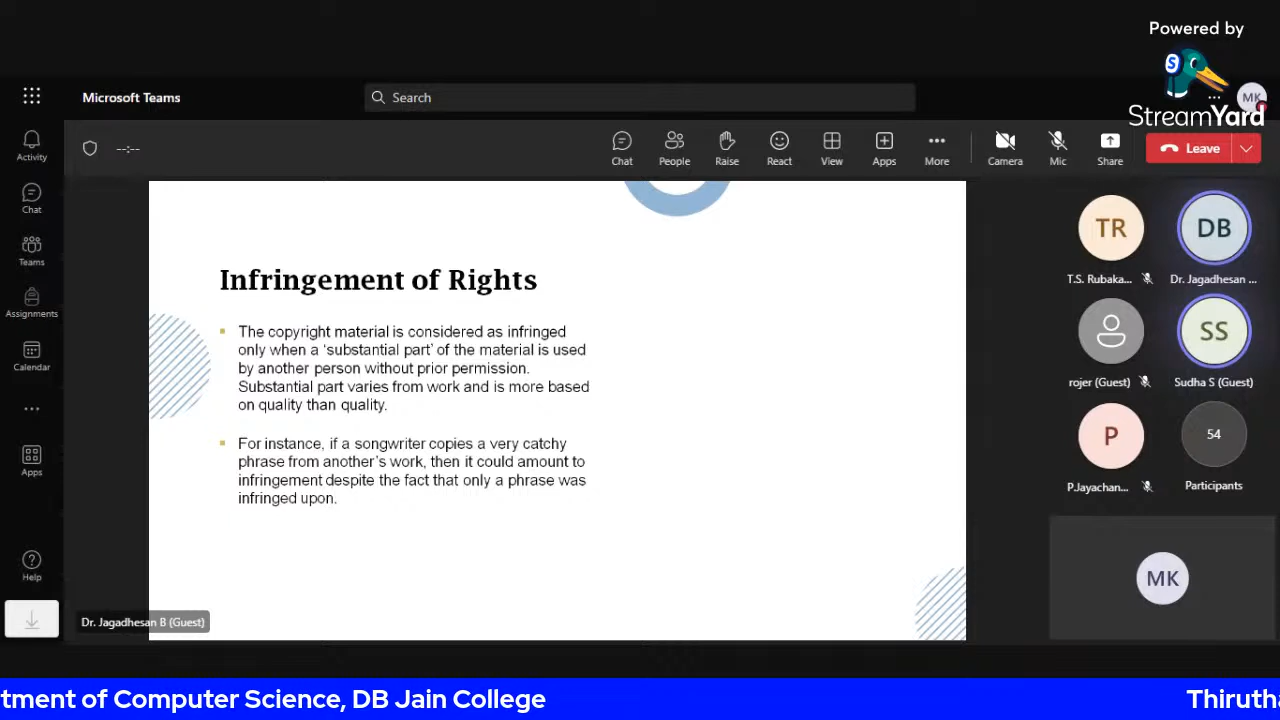 Powered by
StreamYard
Microsoft Teams
Search
MK
Activity
Chat
Teams
Assignments
Calendar
Apps
Help
--:--
Chat
People
Raise
React
View
Apps
More
Camera
Mic
Share
Leave
Infringement of Rights
The copyright material is considered as infringed
only when a ‘substantial part’ of the material is used
by another person without prior permission.
Substantial part varies from work and is more based
on quality than quality.
For instance, if a songwriter copies a very catchy
phrase from another’s work, then it could amount to
infringement despite the fact that only a phrase was
infringed upon.
Dr. Jagadhesan B (Guest)
TR
T.S. Rubaka...
DB
Dr. Jagadhesan ...
rojer (Guest)
SS
Sudha S (Guest)
P
P.Jayachan...
54
Participants
MK
tment of Computer Science, DB Jain College
Thirutha